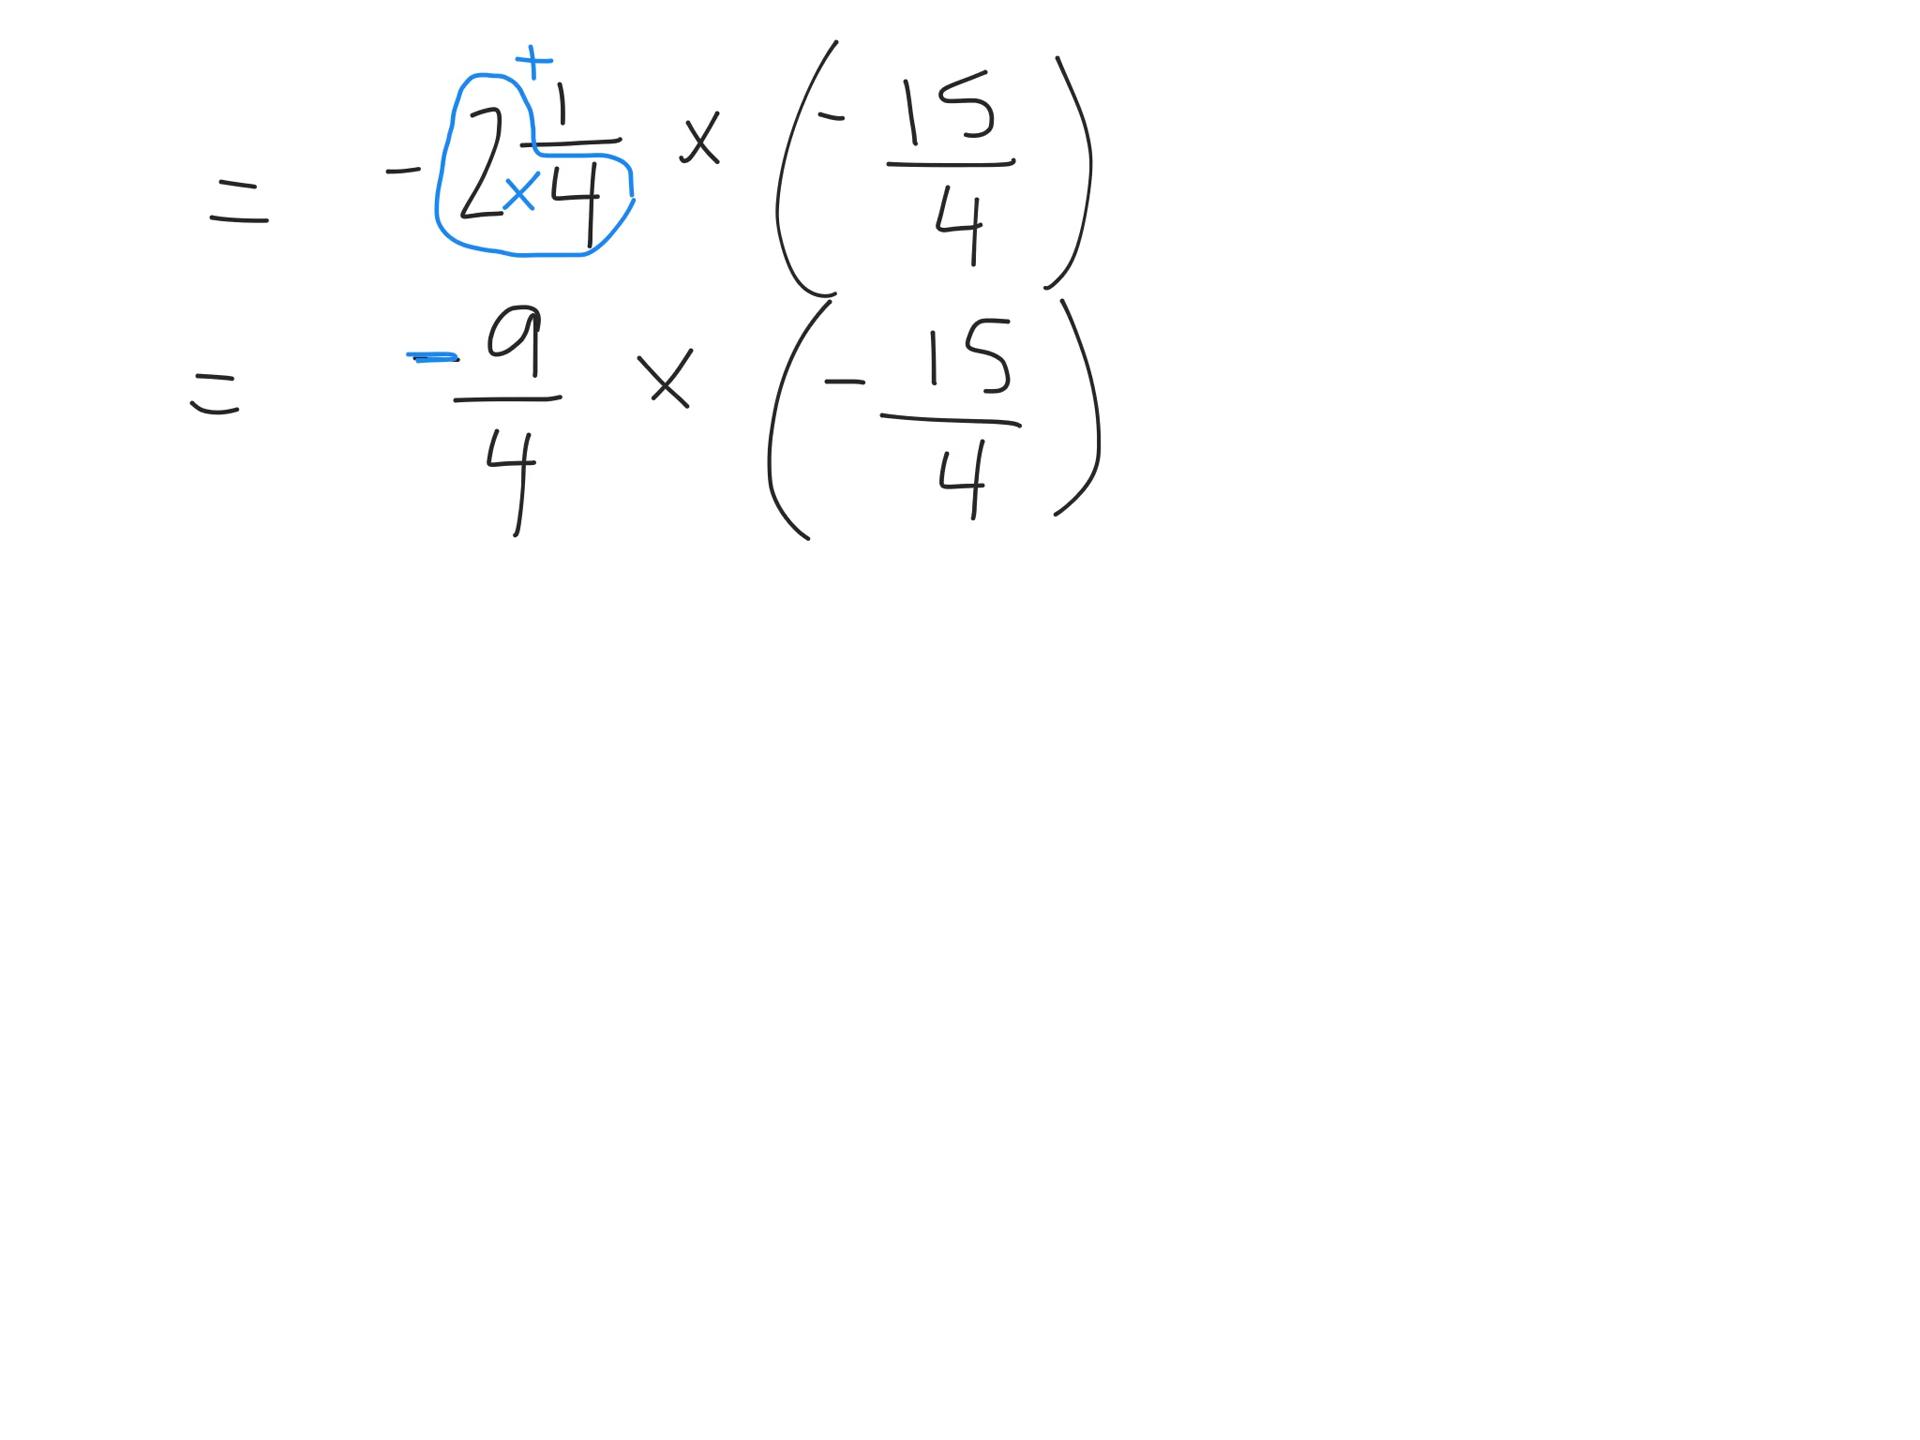 = - 2 1/4 × (- 15/4)
= - 9/4 × (- 15/4)